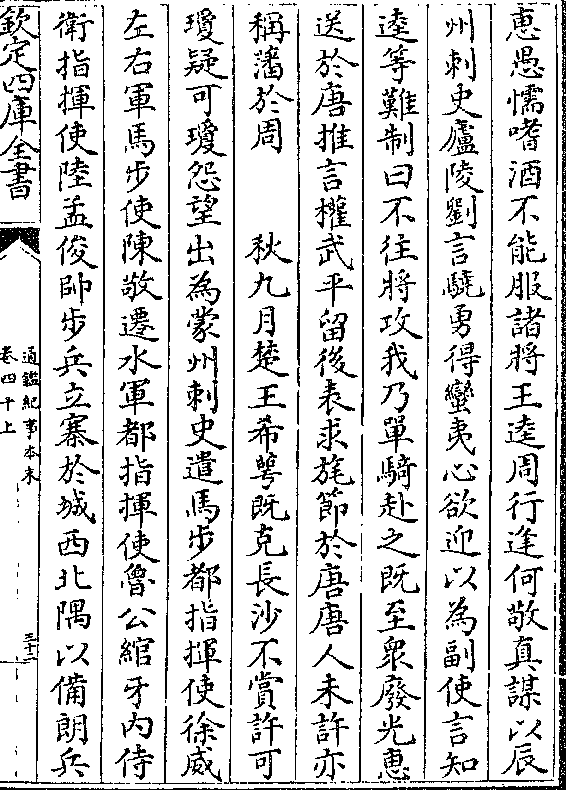 惠愚懦嗜酒不能服諸將王逵周行逢何敬真謀以辰
州刺史廬陵劉言驍勇得蠻夷心欲迎以為副使言知
逵等難制曰不往將攻我乃單騎赴之既至衆廢光惠
送於唐推言權武平留後表求旄節於唐唐人未許亦
稱藩於周　　秋九月楚王希萼既克長沙不賞許可
瓊疑可瓊怨望出為蒙州刺史遣馬步都指揮使徐威
左右軍馬步使陳敬遷水軍都指揮使魯公綰牙内侍
衛指揮使陸孟俊帥步兵立寨於城西北隅以備朗兵
欽定四庫全書
通鑑紀事本末
卷四十上
三十二